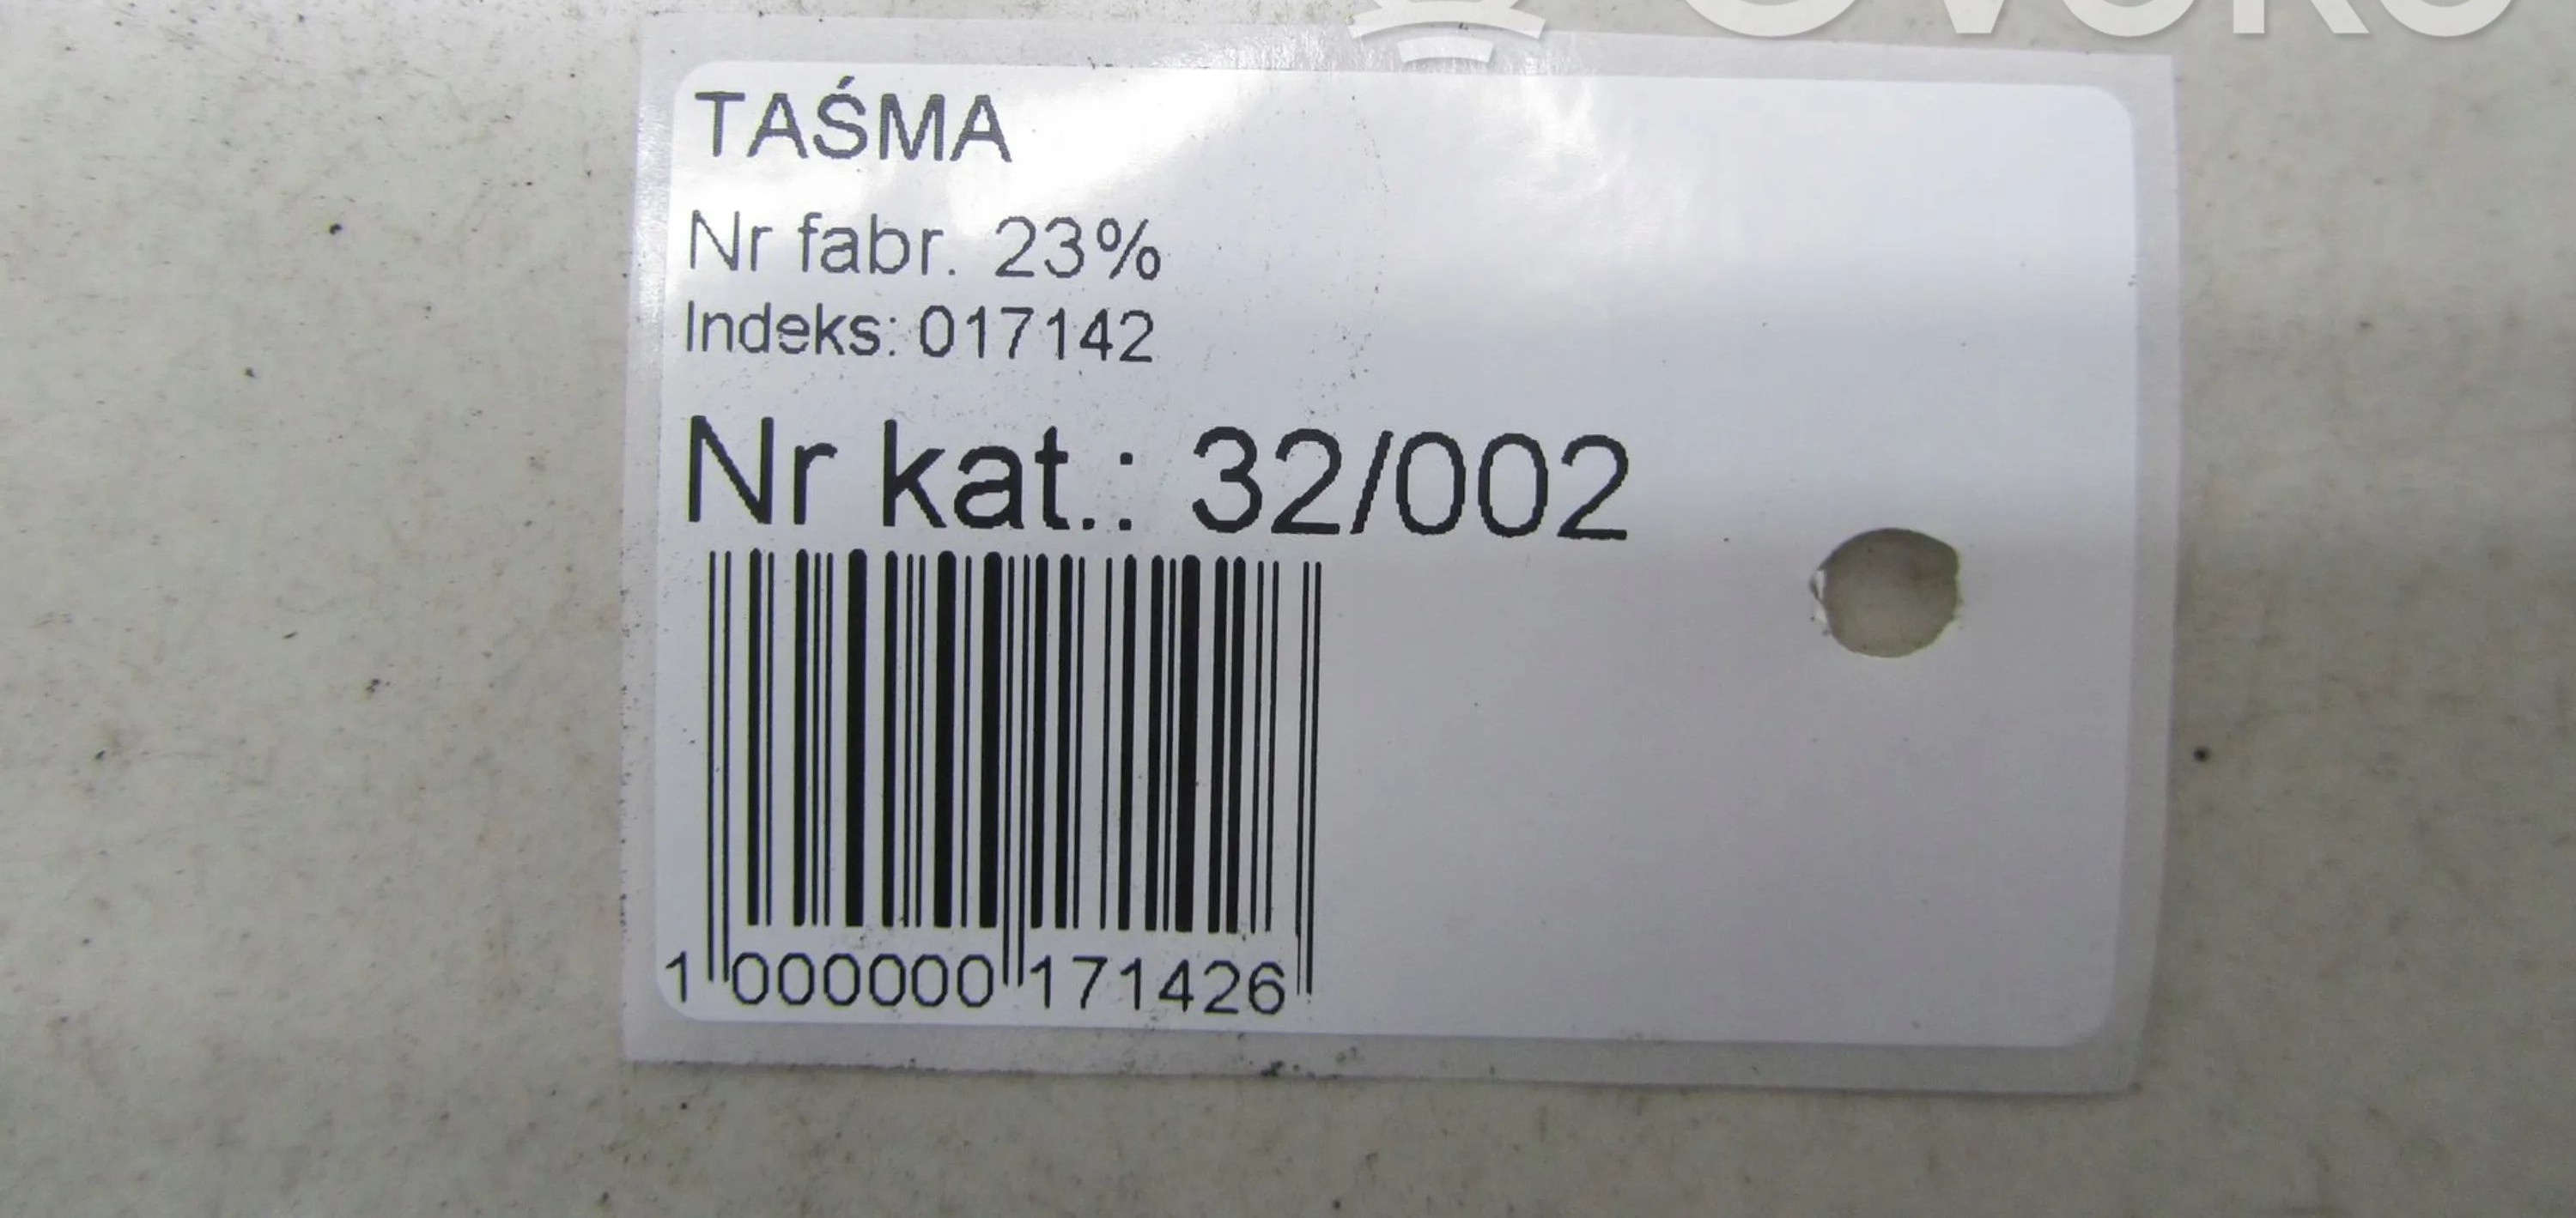 TAŚMA
Nr fabr. 23%
Indeks: 017142
Nr kat.: 32/002
1 000000 171426